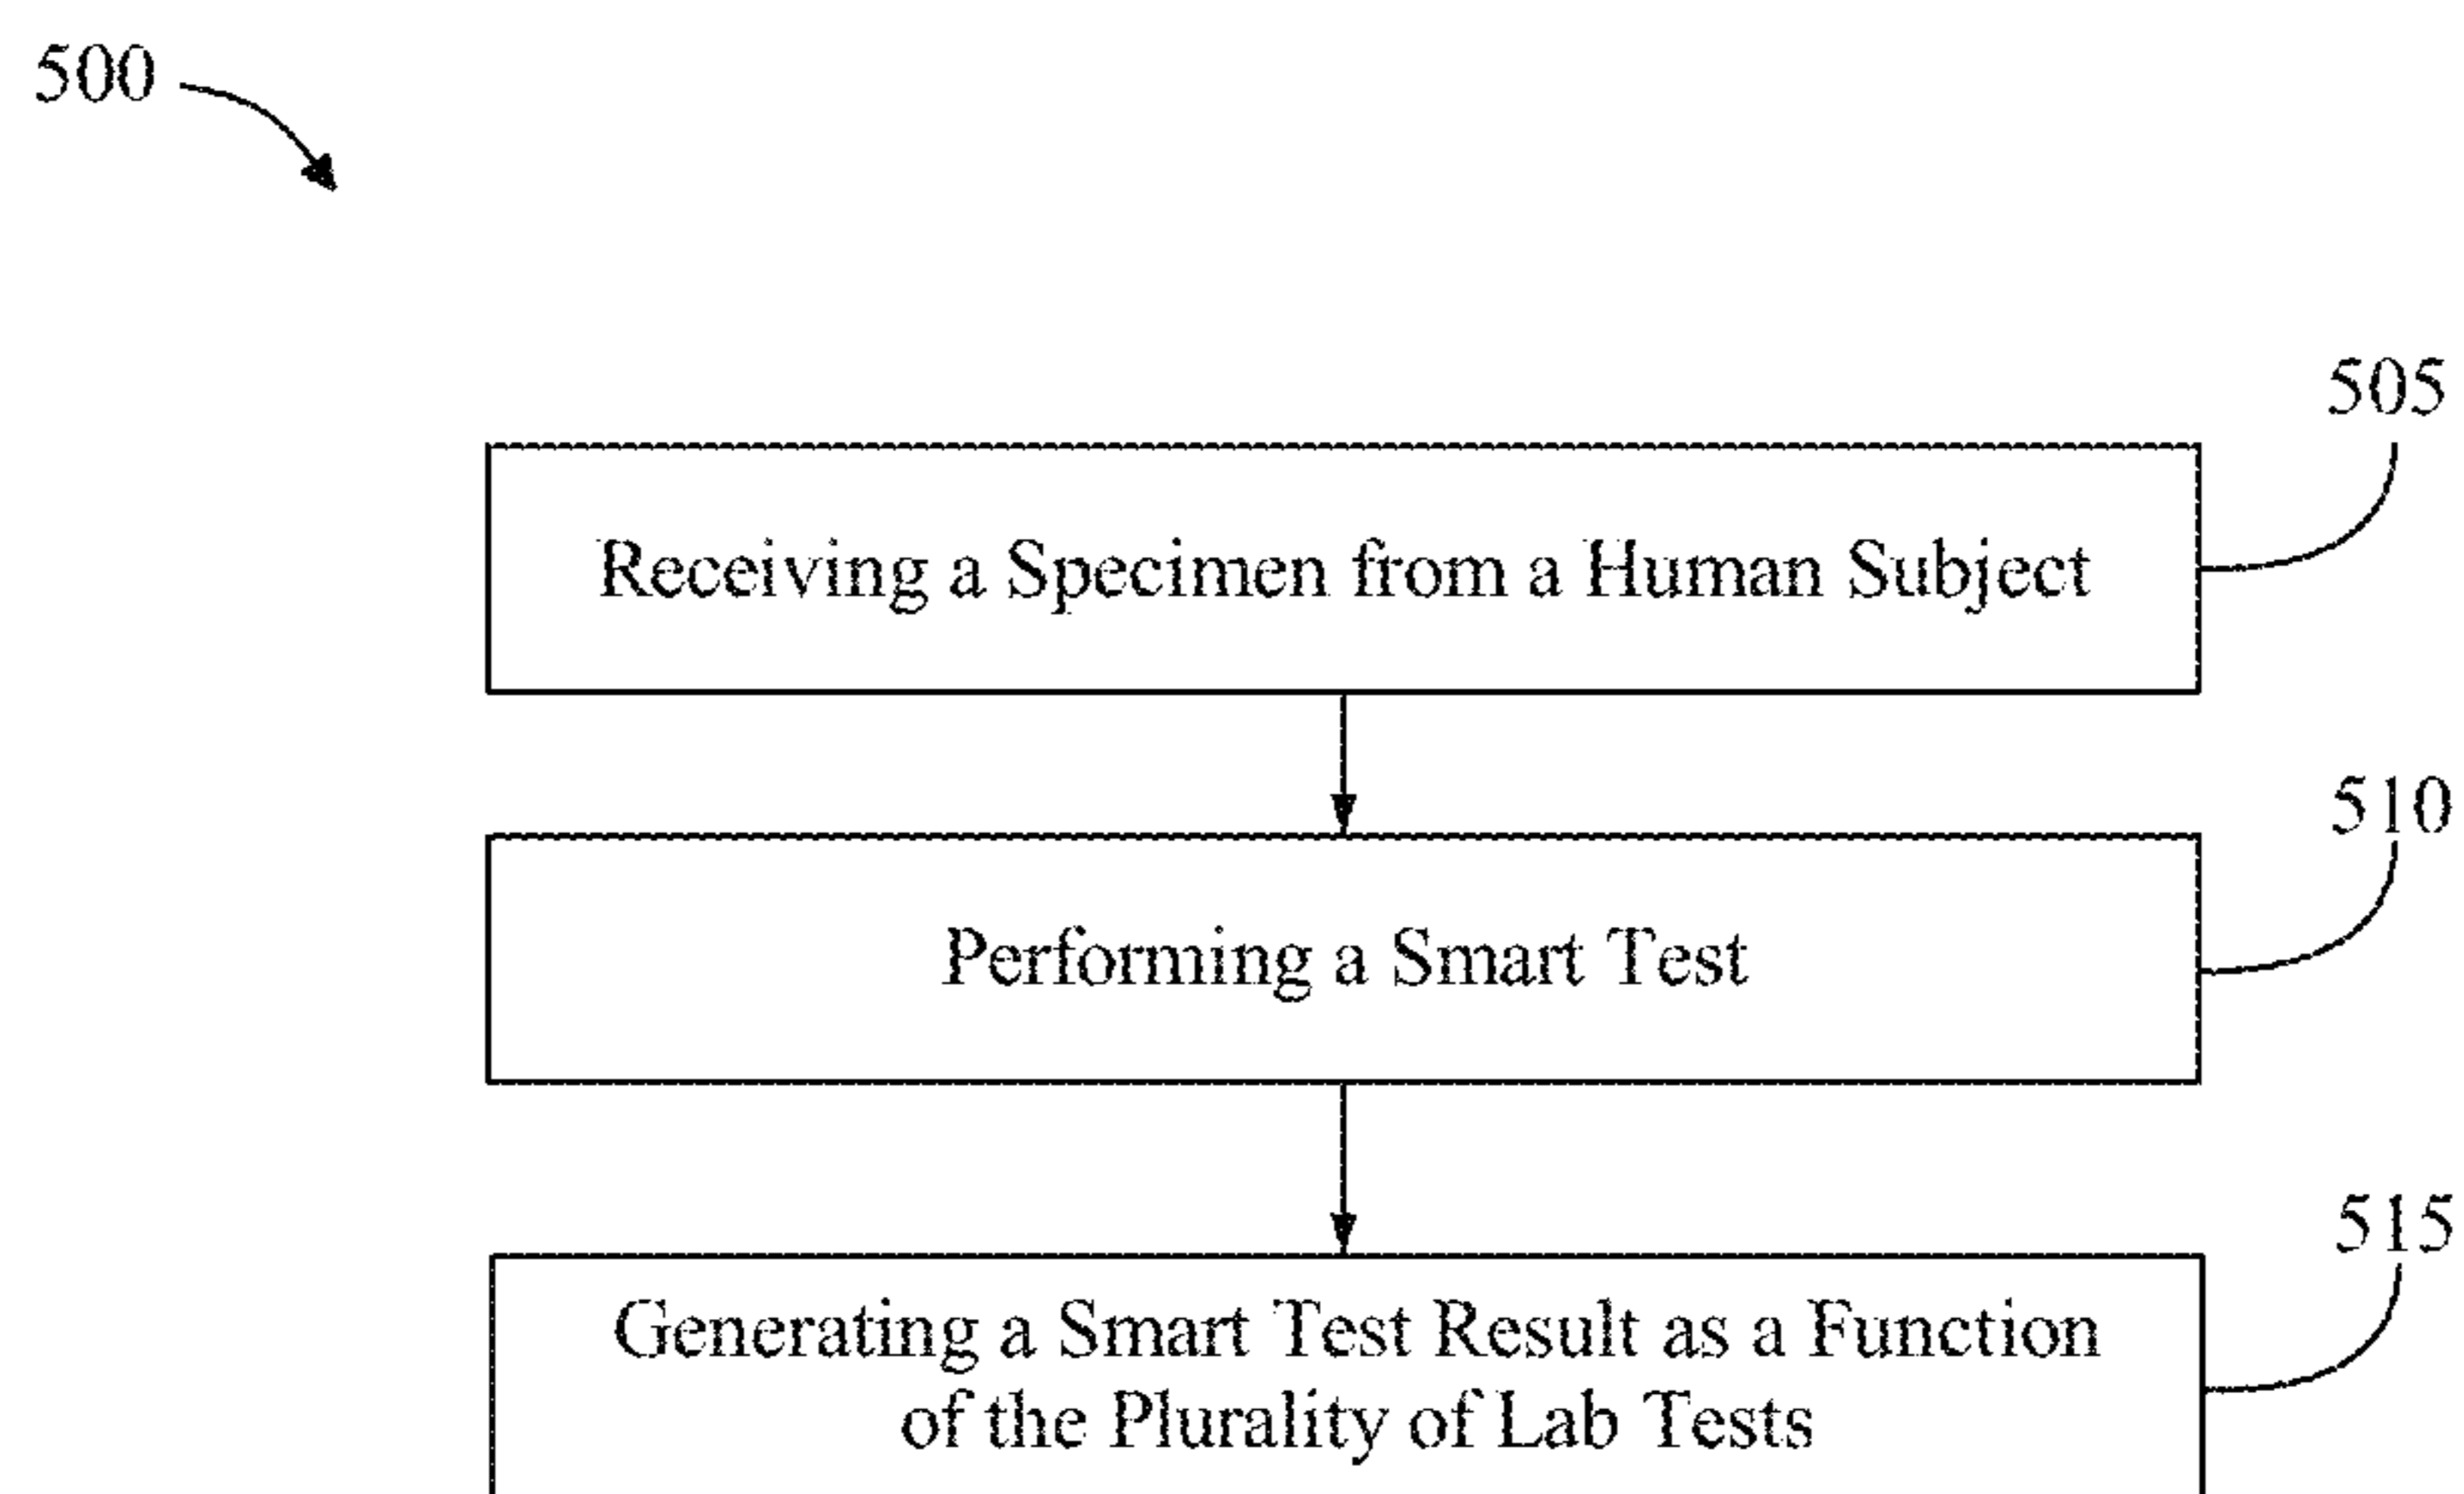 500
505
Receiving a Specimen from a Human Subject
510
Performing a Smart Test
515
Generating a Smart Test Result as a Function
of the Plurality of Lab Tests